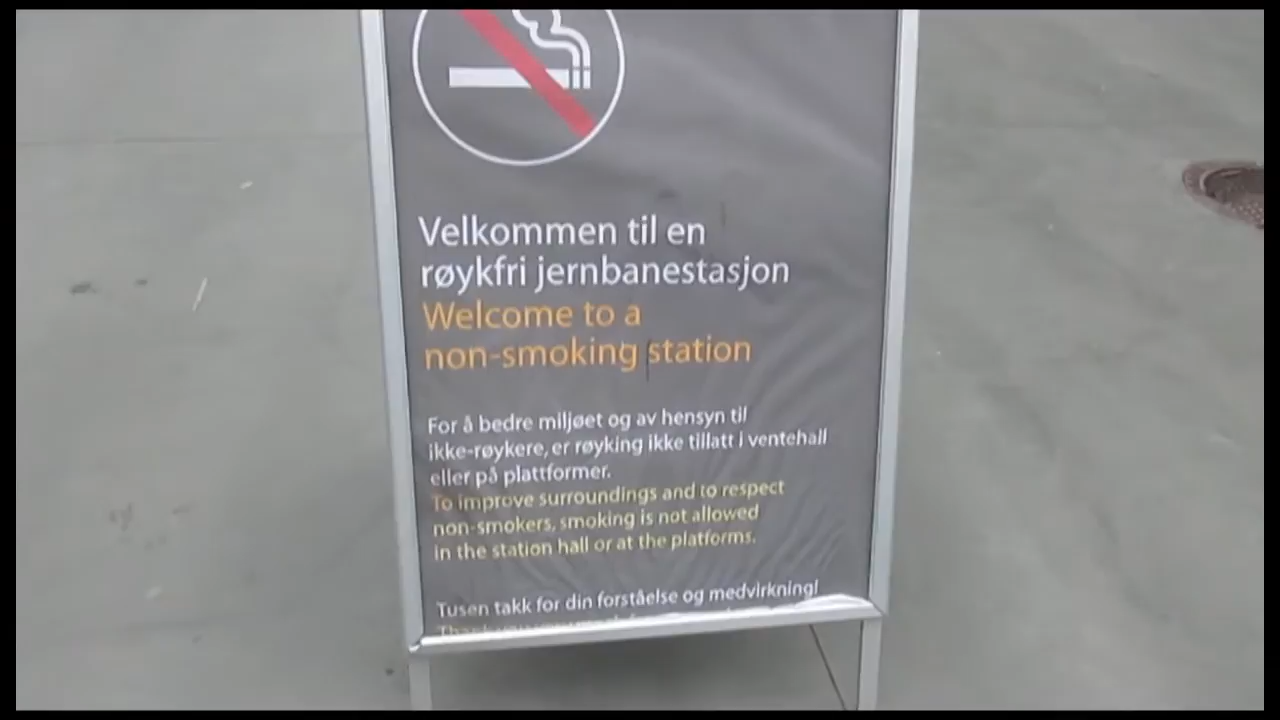 Velkommen til en
røykfri jernbanestasjon
Welcome to a
non-smoking station
For å bedre miljøet og av hensyn til
ikke-røykere, er røyking ikke tillatt i ventehall
eller på plattformer.
To improve surroundings and to respect
non-smokers, smoking is not allowed
in the station hall or at the platforms.
Tusen takk for din forståelse og medvirkning!